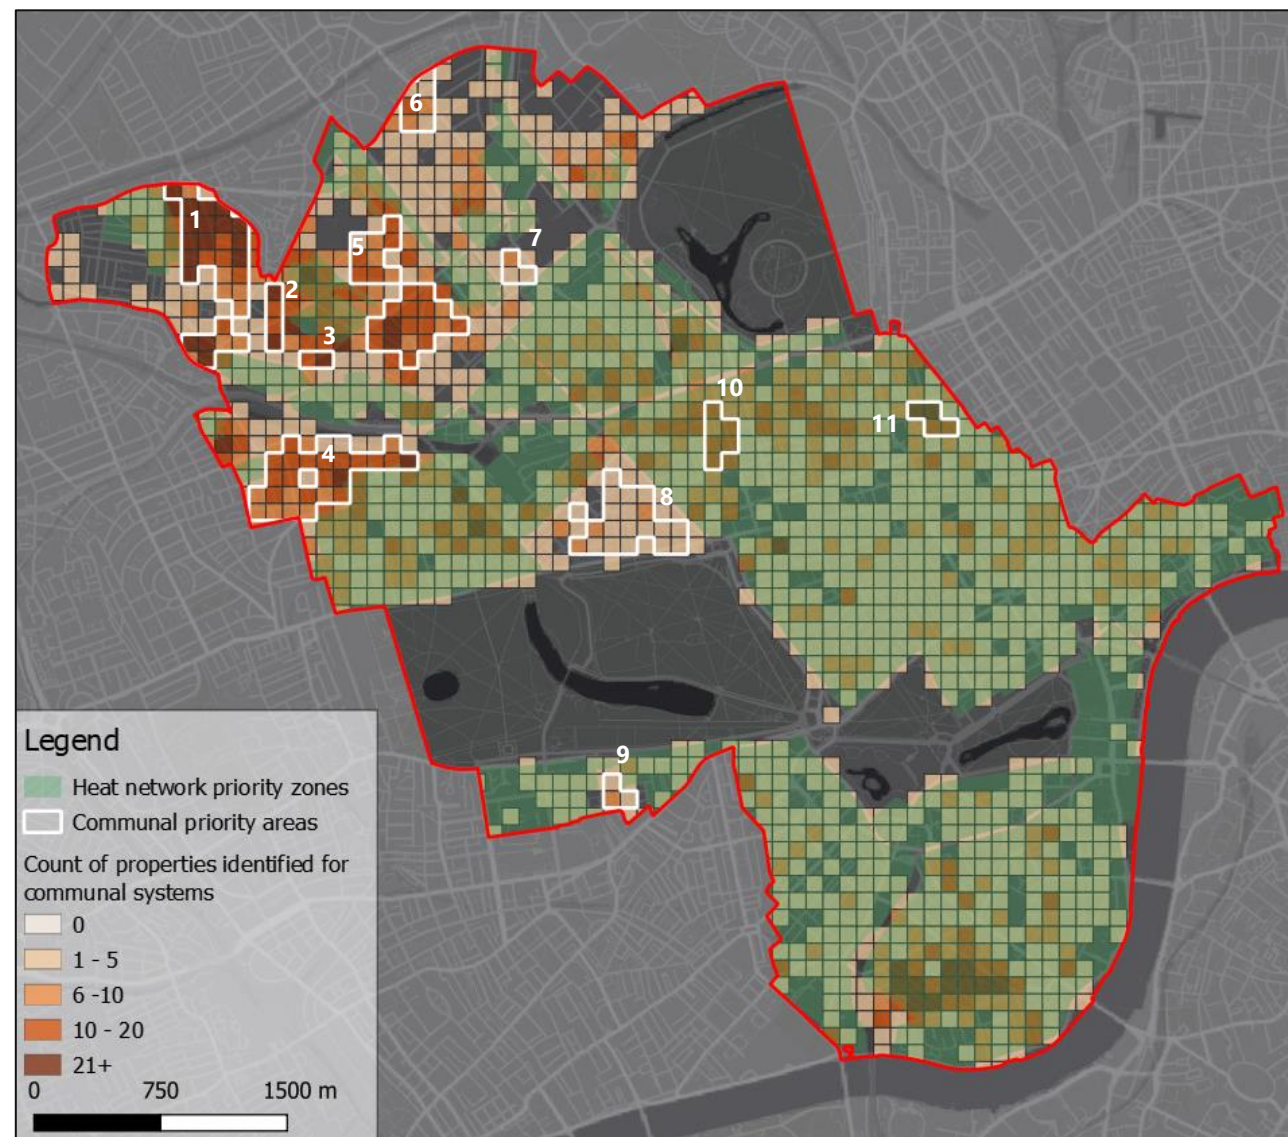 6
1
5
7
2
3
10
11
4
8
9
Legend
Heat network priority zones
Communal priority areas
Count of properties identified for
communal systems
0
1 - 5
6 -10
10 - 20
21+
0 750 1500 m